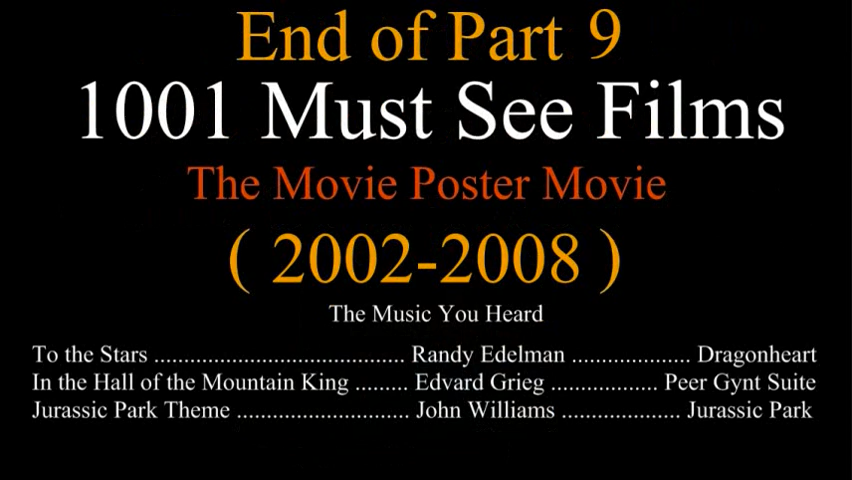 End of Part 9
1001 Must See Films
The Movie Poster Movie
( 2002-2008 )
The Music You Heard
To the Stars .......................................... Randy Edelman .................... Dragonheart
In the Hall of the Mountain King ......... Edvard Grieg .................. Peer Gynt Suite
Jurassic Park Theme ............................. John Williams .................... Jurassic Park